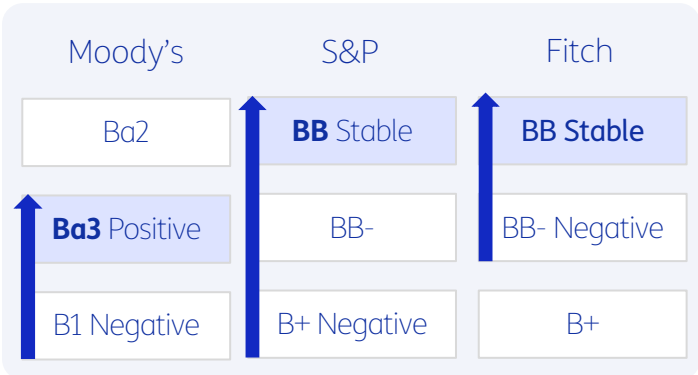 Moody’s
S&P
Fitch
Ba2
BB Stable
BB Stable
Ba3 Positive
BB-
BB- Negative
B1 Negative
B+ Negative
B+